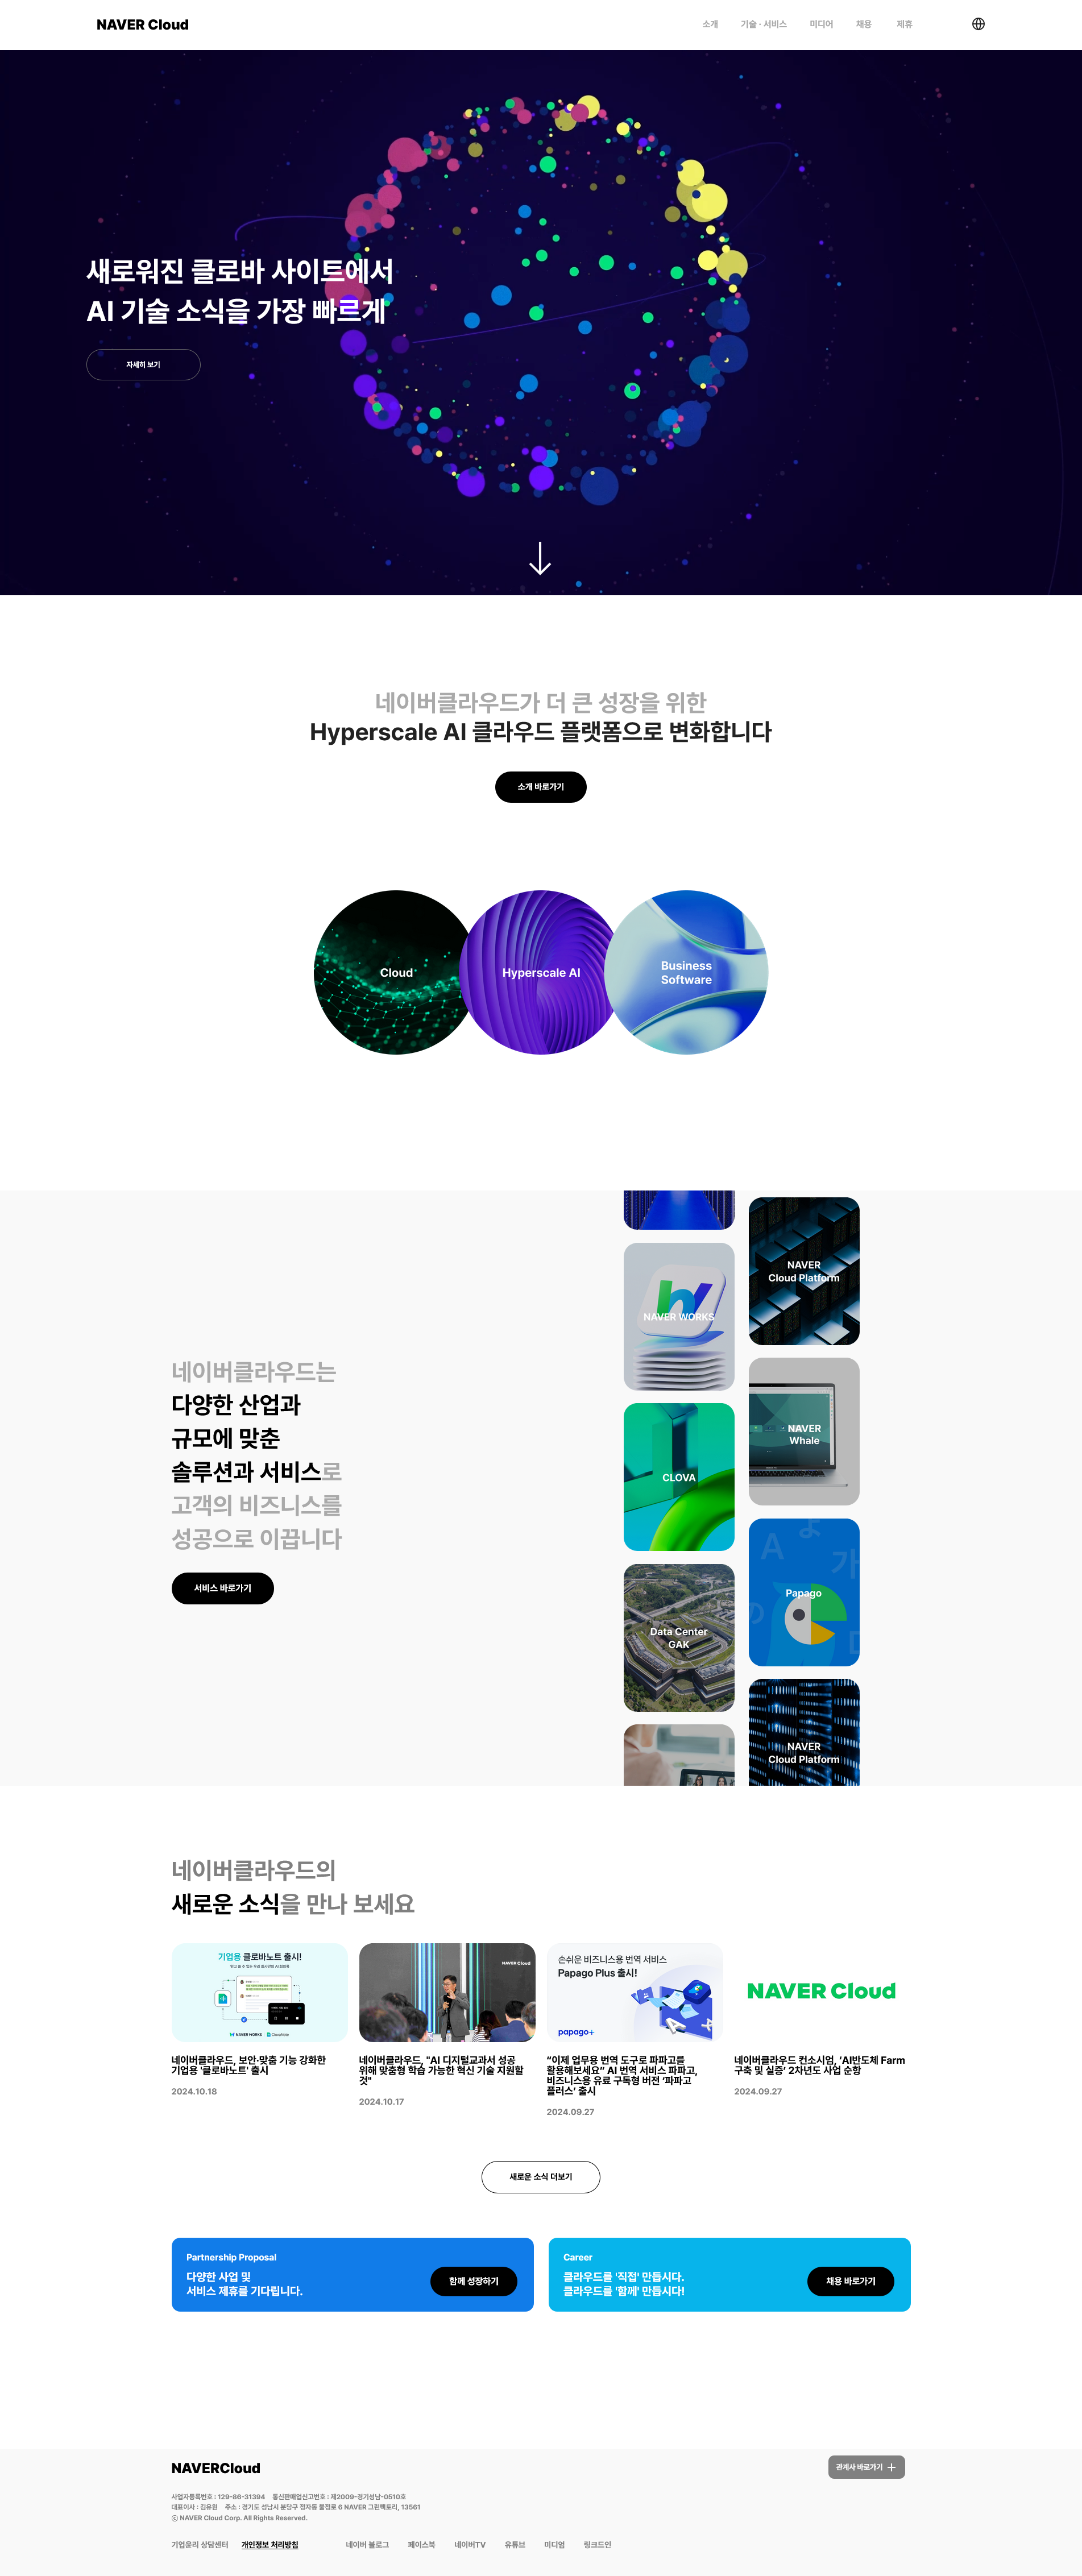 NAVER Cloud
소개 기술 · 서비스 미디어 채용 제휴
새로워진 클로바 사이트에서
AI 기술 소식을 가장 빠르게
자세히 보기
네이버클라우드가 더 큰 성장을 위한
Hyperscale AI 클라우드 플랫폼으로 변화합니다
소개 바로가기
Cloud
Hyperscale AI
Business
Software
네이버클라우드는
다양한 산업과
규모에 맞춘
솔루션과 서비스로
고객의 비즈니스를
성공으로 이끕니다
서비스 바로가기
NAVER WORKS
CLOVA
Data Center
GAK
NAVER
Cloud Platform
NAVER
Whale
A
가
の
Papago
NAVER
Cloud Platform
네이버클라우드의
새로운 소식을 만나 보세요
기업용 클로바노트 출시!
NAVER WORKS
NAVER Cloud
손쉬운 비즈니스용 번역 서비스
Papago Plus 출시!
papago+
NAVER Cloud
네이버클라우드, 보안·맞춤 기능 강화한
기업용 '클로바노트' 출시
2024.10.18
네이버클라우드, "AI 디지털교과서 성공
위해 맞춤형 학습 가능한 혁신 기술 지원할
것"
2024.10.17
“이제 업무용 번역 도구로 파파고를
활용해보세요” AI 번역 서비스 파파고,
비즈니스용 유료 구독형 버전 ‘파파고
플러스’ 출시
2024.09.27
네이버클라우드 컨소시엄, ‘AI반도체 Farm
구축 및 실증’ 2차년도 사업 순항
2024.09.27
새로운 소식 더보기
Partnership Proposal
다양한 사업 및
서비스 제휴를 기다립니다.
함께 성장하기
Career
클라우드를 '직접' 만듭시다.
클라우드를 '함께' 만듭시다!
채용 바로가기
NAVERCloud
관계사 바로가기
사업자등록번호 : 129-86-31394 통신판매업신고번호 : 제2009-경기성남-0510호
대표이사 : 김유원 주소 : 경기도 성남시 분당구 정자동 불정로 6 NAVER 그린팩토리, 13561
ⓒ NAVER Cloud Corp. All Rights Reserved.
기업윤리 상담센터 개인정보 처리방침 네이버 블로그 페이스북 네이버TV 유튜브 미디엄 링크드인